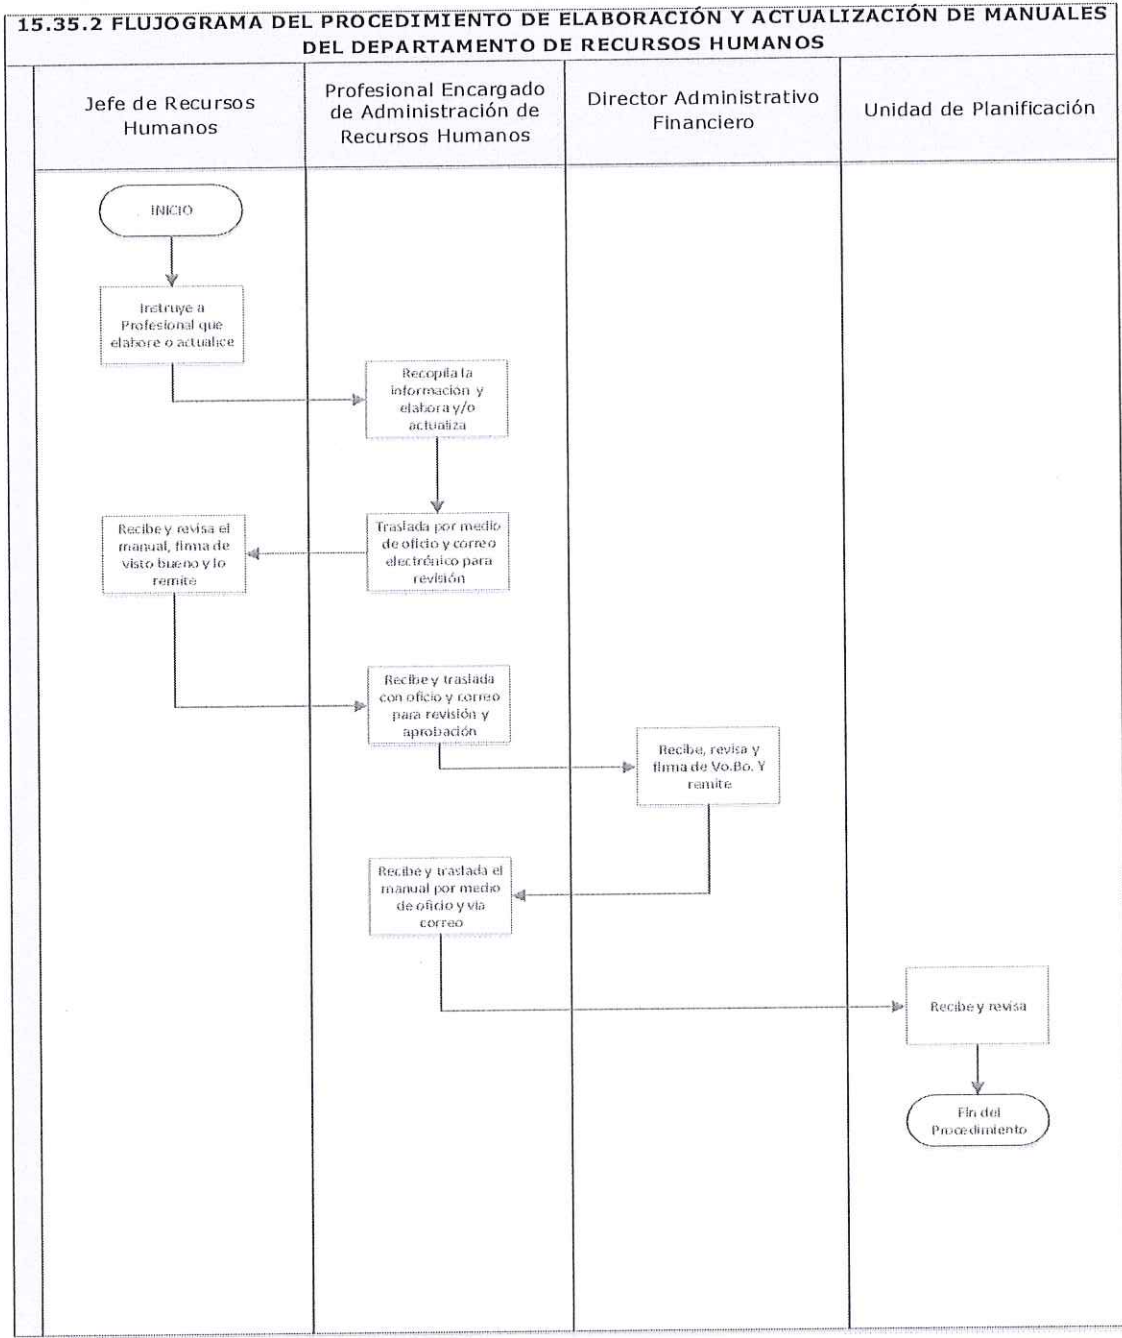 15.35.2 FLUJOGRAMA DEL PROCEDIMIENTO DE ELABORACIÓN Y ACTUALIZACIÓN DE MANUALES
DEL DEPARTAMENTO DE RECURSOS HUMANOS
Jefe de Recursos
Humanos
Profesional Encargado
de Administración de
Recursos Humanos
Director Administrativo
Financiero
Unidad de Planificación
INICIO
Instruye a
Profesional que
elabore o actualice
Recopila la
información y
elabora y/o
actualiza
Traslada por medio
de oficio y correo
electrónico para
revisión
Recibe y revisa el
manual, firma de
visto bueno y lo
remite
Recibe y traslada
con oficio y correo
para revisión y
aprobación
Recibe, revisa y
firma de Vo.Bo. Y
remite
Recibe y traslada el
manual por medio
de oficio y vía
correo
Recibe y revisa
Fin del
Procedimiento